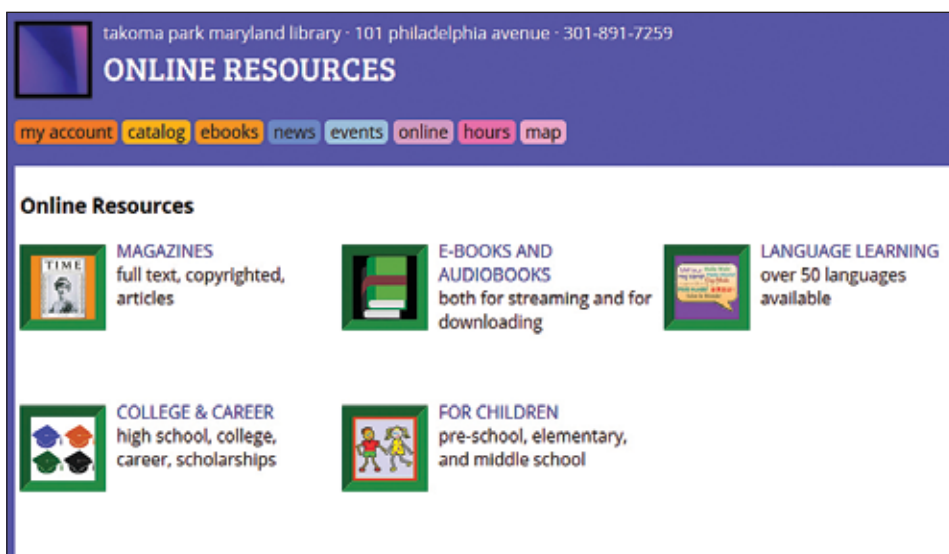 takoma park maryland library · 101 philadelphia avenue · 301-891-7259
ONLINE RESOURCES
my account catalog ebooks news events online hours map
Online Resources
TIME
MAGAZINES
full text, copyrighted,
articles
E-BOOKS AND
AUDIOBOOKS
both for streaming and for
downloading
LANGUAGE LEARNING
over 50 languages
available
COLLEGE & CAREER
high school, college,
career, scholarships
FOR CHILDREN
pre-school, elementary,
and middle school